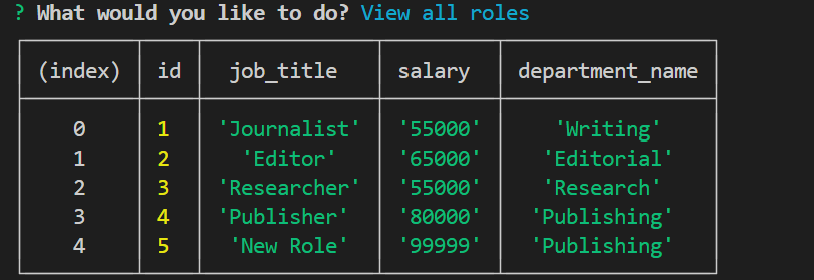 ? What would you like to do? View all roles
(index) id job_title salary department_name
0 1 'Journalist' '55000' 'Writing'
1 2 'Editor' '65000' 'Editorial'
2 3 'Researcher' '55000' 'Research'
3 4 'Publisher' '80000' 'Publishing'
4 5 'New Role' '99999' 'Publishing'